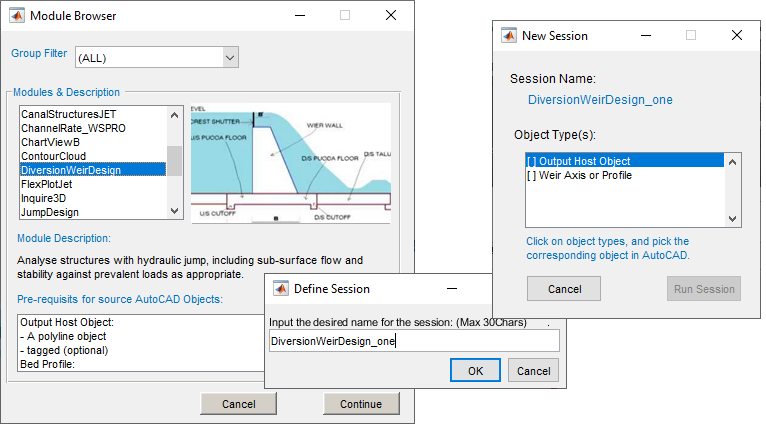 Module Browser
Group Filter
(ALL)
Modules & Description
CanalStructuresJET
ChannelRate_WSPRO
ChartViewB
ContourCloud
DiversionWeirDesign
FlexPlotJet
Inquire3D
JumpDesign
LEVEL
CREST SHUTTER
B'
WIER WALL
U/S PUCCA FLOOR
D/S PUCCA FLOOR
D/S TALU
U/S CUTOFF
B
D/S CUTOFF
Module Description:
Analyse structures with hydraulic jump, including sub-surface flow and
stability against prevalent loads as appropriate.
Pre-requisits for source AutoCAD Objects:
Output Host Object:
- A polyline object
- tagged (optional)
Bed Profile:
Cancel
Continue
Define Session
Input the desired name for the session: (Max 30Chars)
DiversionWeirDesign_one
OK
Cancel
New Session
Session Name:
DiversionWeirDesign_one
Object Type(s):
[ ] Output Host Object
[ ] Weir Axis or Profile
Click on object types, and pick the
corresponding object in AutoCAD.
Cancel
Run Session